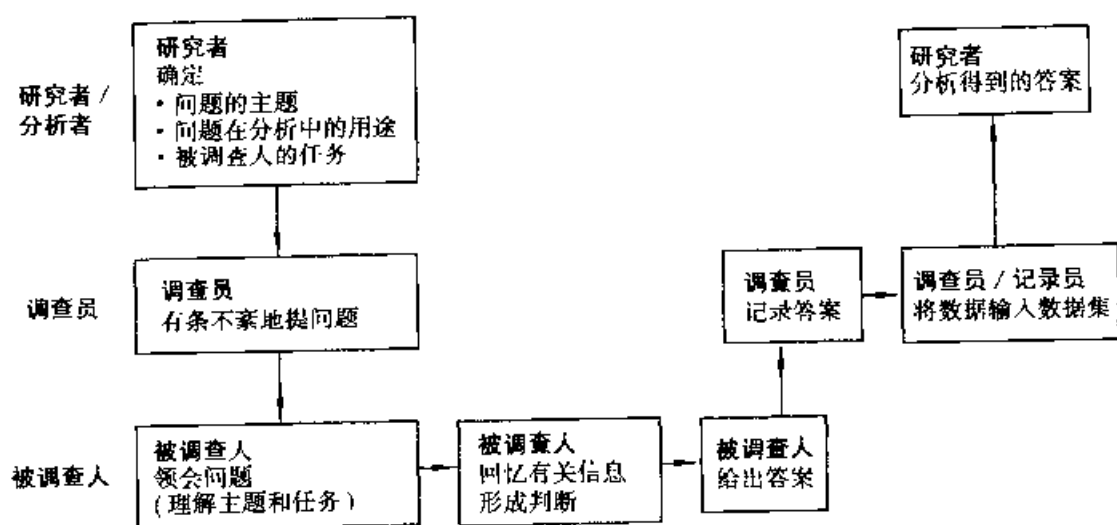 研究者 /
分析者
研究者
确定
· 问题的主题
· 问题在分析中的用途
· 被调查人的任务
研究者
分析得到的答案
调查员
调查员
有条不紊地提问题
调查员
记录答案
调查员 / 记录员
将数据输入数据集
被调查人
被调查人
领会问题
(理解主题和任务)
被调查人
回忆有关信息
形成判断
被调查人
给出答案